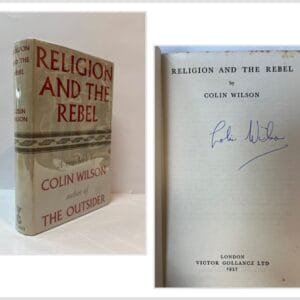 RELIGION
AND THE
REBEL
COLIN
WILSON
RELIGION
AND THE
REBEL
COLIN WILSON
author of
THE OUTSIDER
RELIGION AND THE REBEL
by
COLIN WILSON
Colin Wilson
LONDON
VICTOR GOLLANCZ LTD
1957